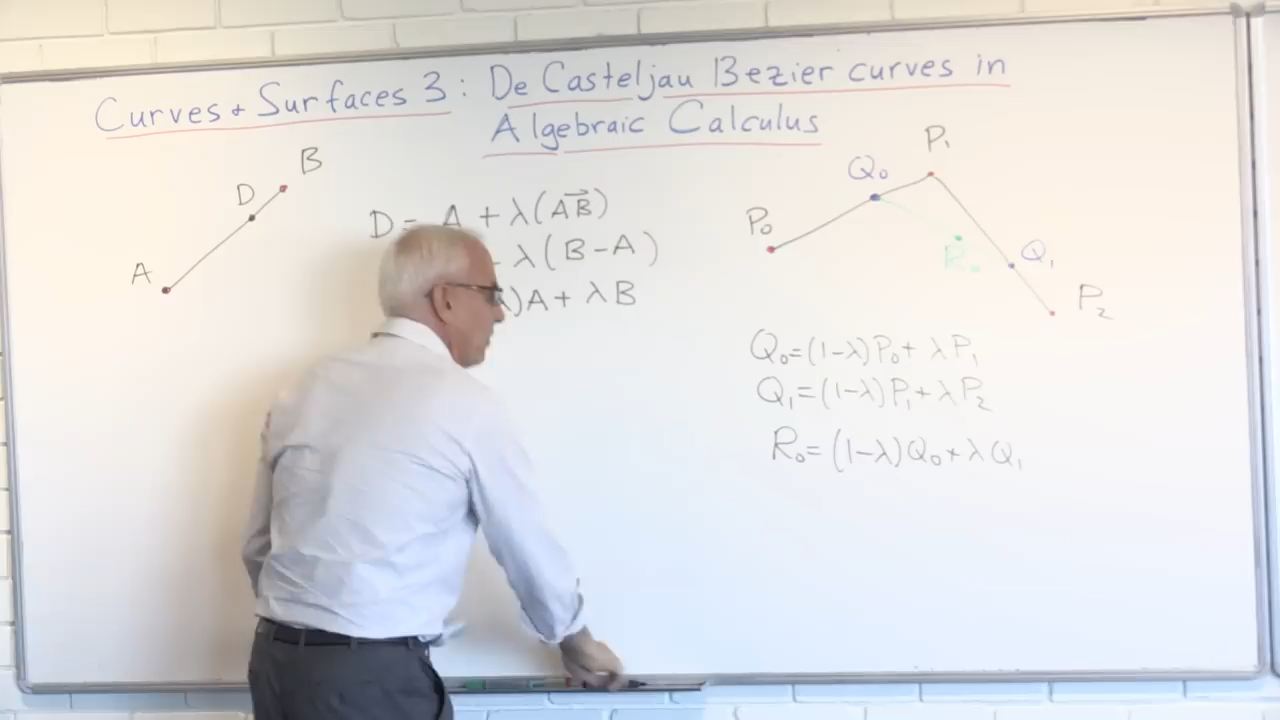 Curves + Surfaces 3 : De Casteljau Bezier curves in
Algebraic Calculus
A
D
B
D = A + λ(AB)
λ(B-A)
)A + λB
P₀
Q₀
P₁
R₀
Q₁
P₂
Q₀=(1-λ)P₀+λP₁
Q₁=(1-λ)P₁+λP₂
R₀=(1-λ)Q₀+λQ₁